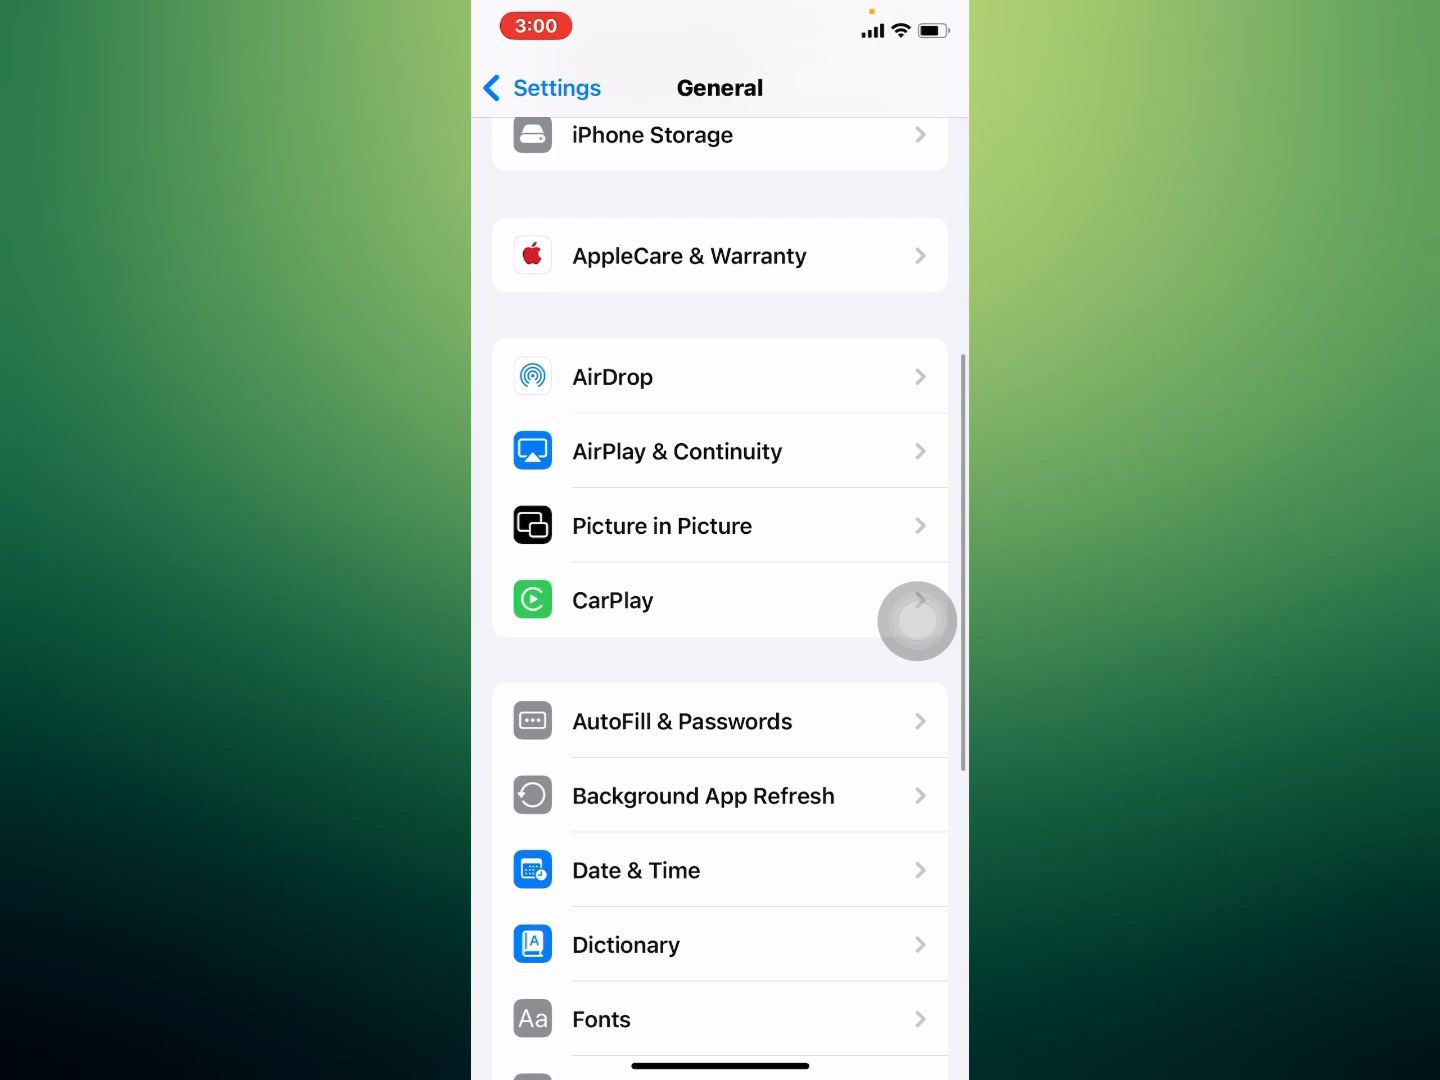 3:00
Settings
General
iPhone Storage
AppleCare & Warranty
AirDrop
AirPlay & Continuity
Picture in Picture
CarPlay
AutoFill & Passwords
Background App Refresh
Date & Time
A
Dictionary
Aa
Fonts